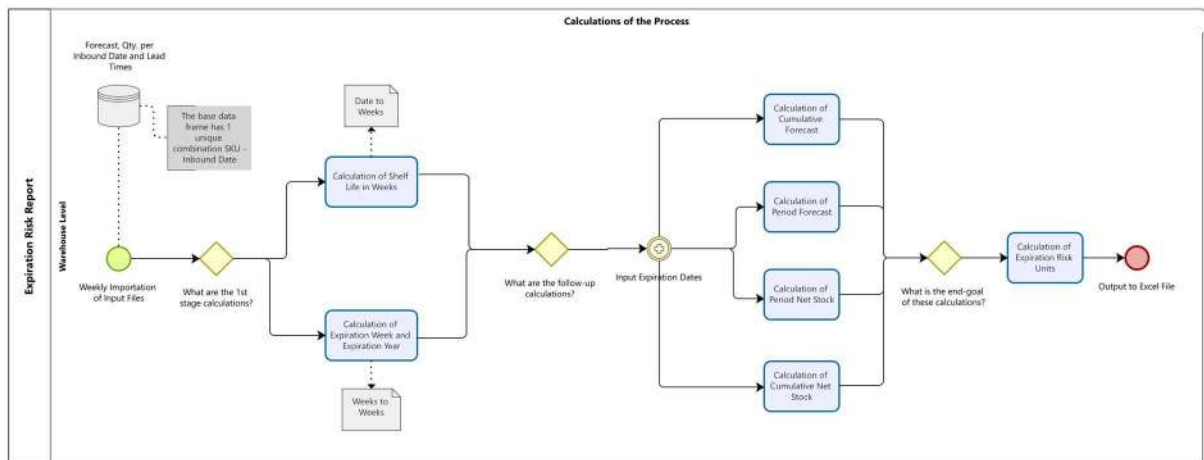 Calculations of the Process
Expiration Risk Report
Warehouse Level
Forecast, Qty. per
Inbound Date and Lead
Times
The base data
frame has 1
unique
combination SKU -
Inbound Date
Weekly Importation
of Input Files
What are the 1st
stage calculations?
Date to
Weeks
Calculation of Shelf
Life in Weeks
Calculation of
Expiration Week and
Expiration Year
Weeks to
Weeks
What are the follow-up
calculations?
Input Expiration Dates
Calculation of
Cumulative
Forecast
Calculation of
Period Forecast
Calculation of
Period Net Stock
Calculation of
Cumulative Net
Stock
What is the end-goal
of these calculations?
Calculation of
Expiration Risk
Units
Output to Excel File